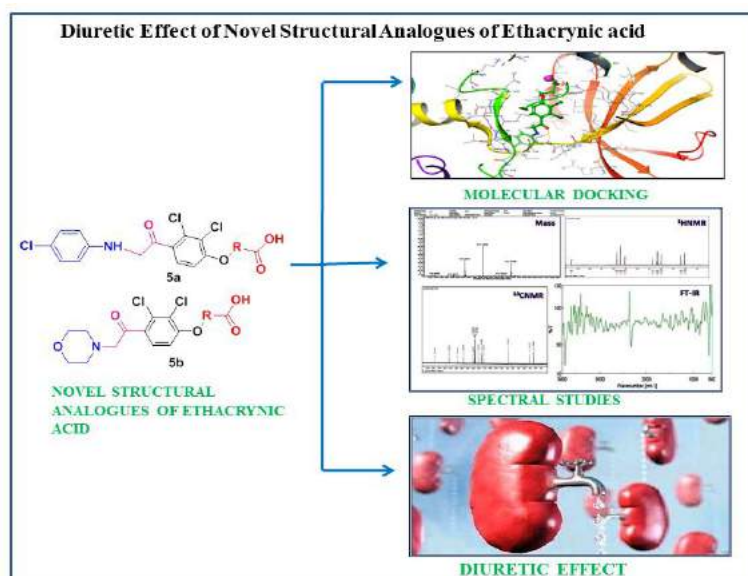 Diuretic Effect of Novel Structural Analogues of Ethacrynic acid
MOLECULAR DOCKING
Cl
NH
O
Cl
Cl
O
R
OH
O
5a
O
N
O
Cl
Cl
O
R
OH
O
5b
NOVEL STRUCTURAL
ANALOGUES OF ETHACRYNIC
ACID
Mass
¹HNMR
¹³CNMR
FT-IR
SPECTRAL STUDIES
DIURETIC EFFECT